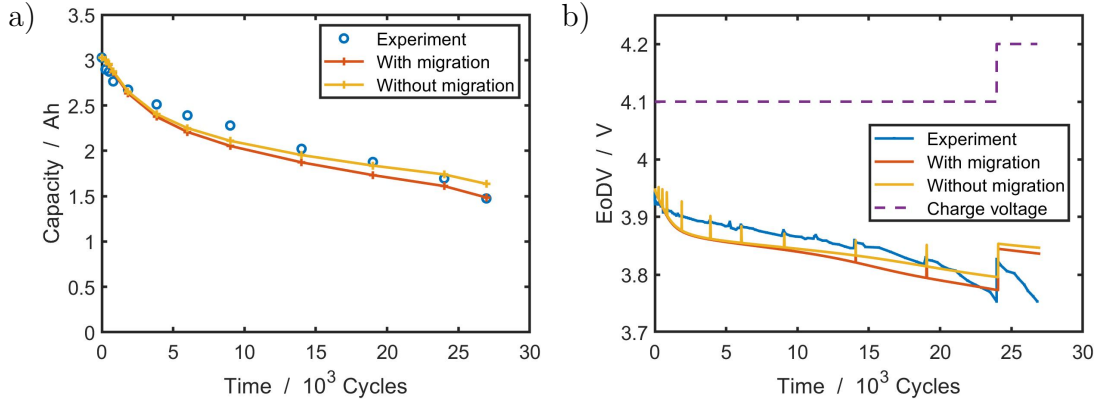 a)
Capacity / Ah
3.5
3
2.5
2
1.5
1
0.5
0
0
5
10
15
20
25
30
Time / 10³ Cycles
Experiment
With migration
Without migration
b)
EoDV / V
4.2
4.1
4
3.9
3.8
3.7
0
5
10
15
20
25
30
Time / 10³ Cycles
Experiment
With migration
Without migration
Charge voltage